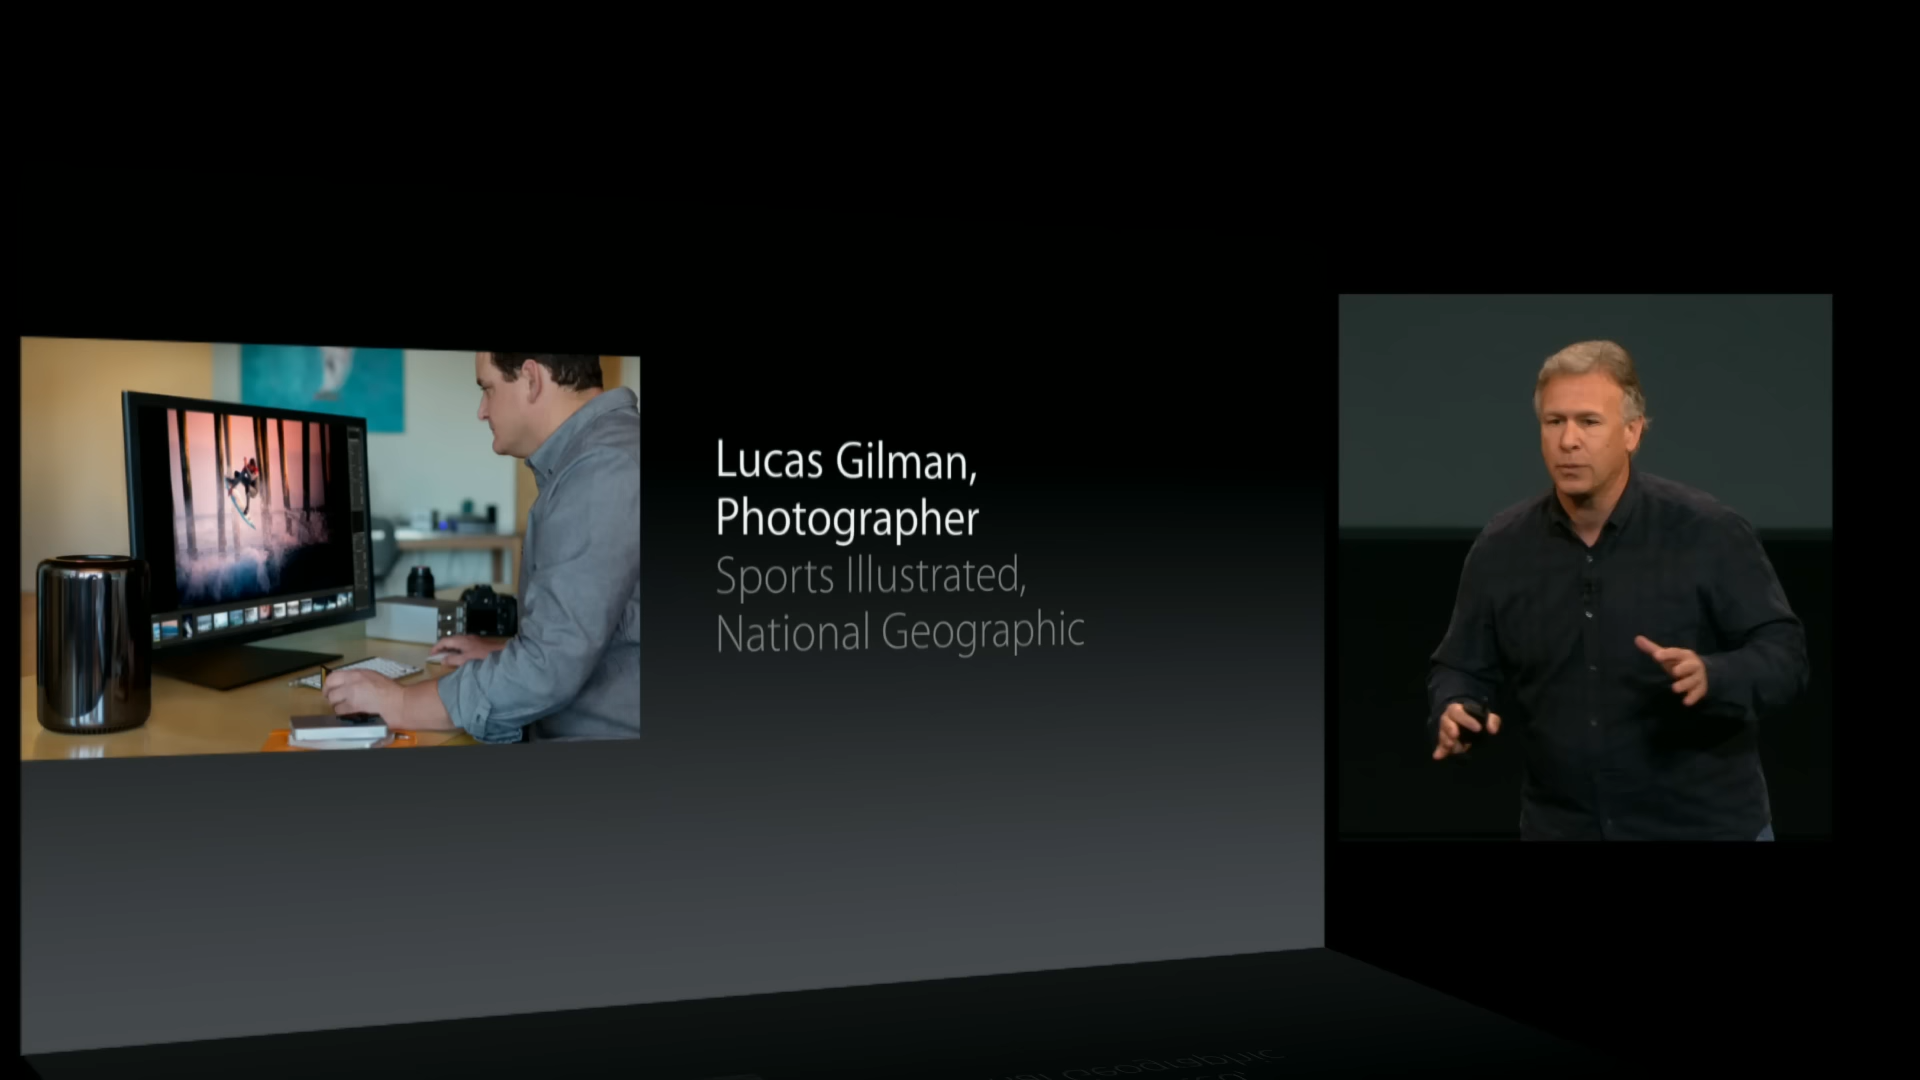 Lucas Gilman,
Photographer
Sports Illustrated,
National Geographic